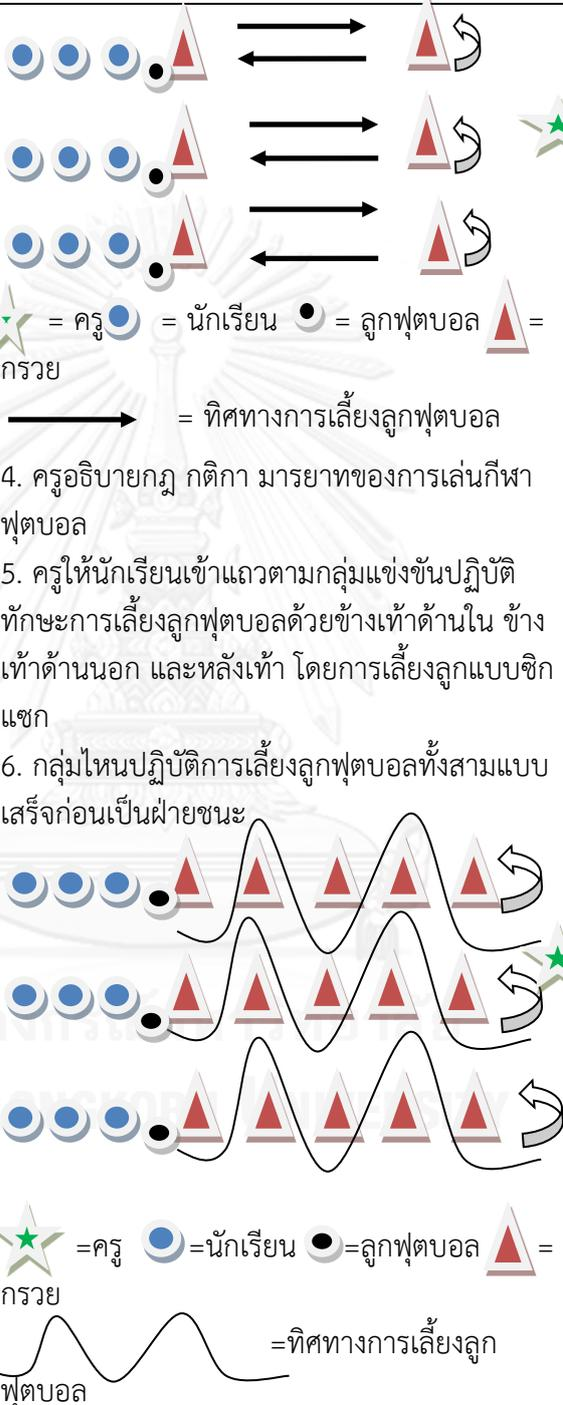 = ครู = นักเรียน = ลูกฟุตบอล =
กรวย
= ทิศทางการเลี้ยงลูกฟุตบอล
4. ครูอธิบายกฎ กติกา มารยาทของการเล่นกีฬา
ฟุตบอล
5. ครูให้นักเรียนเข้าแถวตามกลุ่มแข่งขันปฏิบัติ
ทักษะการเลี้ยงลูกฟุตบอลด้วยข้างเท้าด้านใน ข้าง
เท้าด้านนอก และหลังเท้า โดยการเลี้ยงลูกแบบซิก
แซก
6. กลุ่มไหนปฏิบัติการเลี้ยงลูกฟุตบอลทั้งสามแบบ
เสร็จก่อนเป็นฝ่ายชนะ
=ครู =นักเรียน =ลูกฟุตบอล =
กรวย
=ทิศทางการเลี้ยงลูก
ฟุตบอล